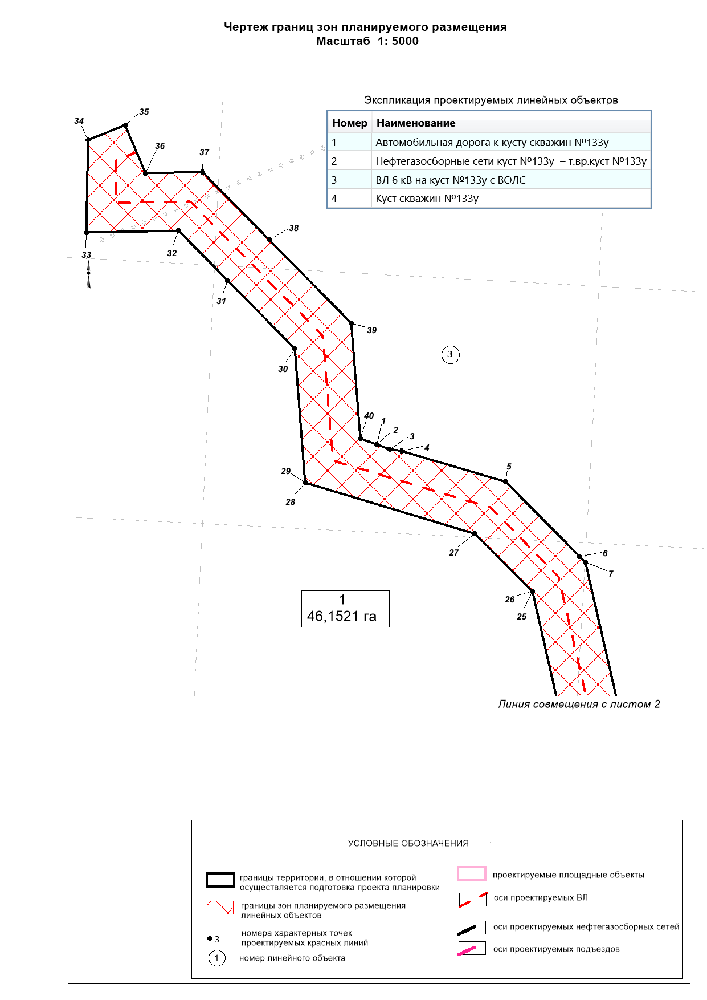 Чертеж границ зон планируемого размещения
Масштаб 1: 5000
Экспликация проектируемых линейных объектов
Номер Наименование
1 Автомобильная дорога к кусту скважин №133у
2 Нефтегазосборные сети куст №133у – т.вр.куст №133у
3 ВЛ 6 кВ на куст №133у с ВОЛС
4 Куст скважин №133у
35
34
36
37
38
33
32
31
39
3
30
40
1
2
3
4
5
29
28
27
6
7
26
25
1
46,1521 га
Линия совмещения с листом 2
УСЛОВНЫЕ ОБОЗНАЧЕНИЯ
границы территории, в отношении которой
осуществляется подготовка проекта планировки
границы зон планируемого размещения
линейных объектов
3 номера характерных точек
проектируемых красных линий
1 номер линейного объекта
проектируемые площадные объекты
оси проектируемых ВЛ
оси проектируемых нефтегазосборных сетей
оси проектируемых подъездов